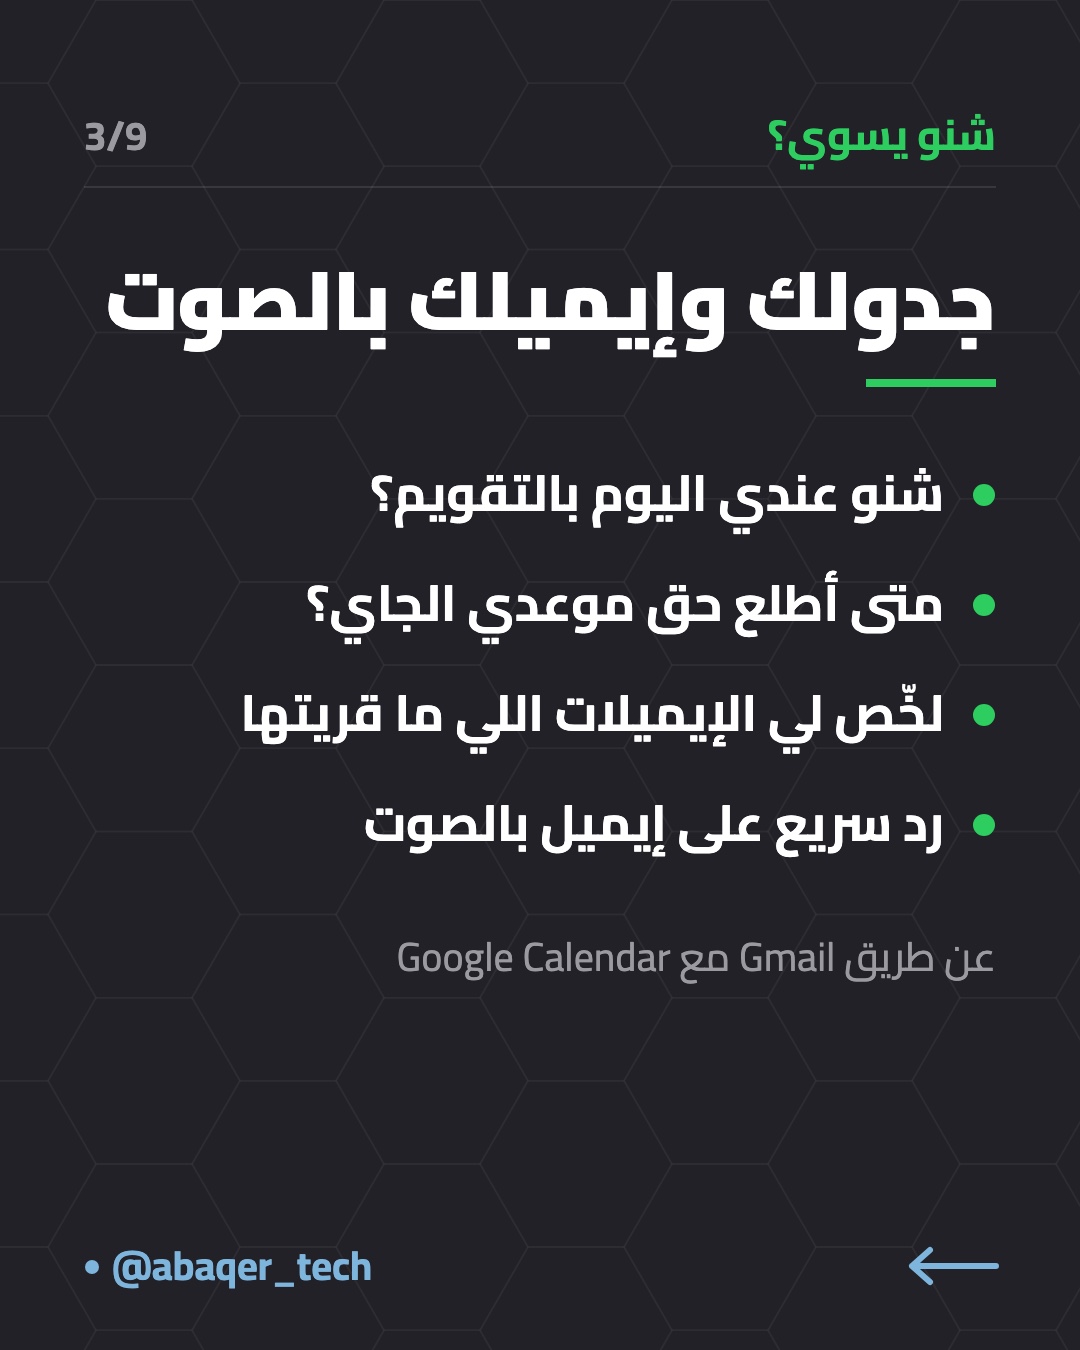 شنو يسوي؟
3/9
جدولك وإيميلك بالصوت
شنو عندي اليوم بالتقويم؟
متى أطلع حق موعدي الجاي؟
لخّص لي الإيميلات اللي ما قريتها
رد سريع على إيميل بالصوت
عن طريق Gmail مع Google Calendar
@abaqer_tech